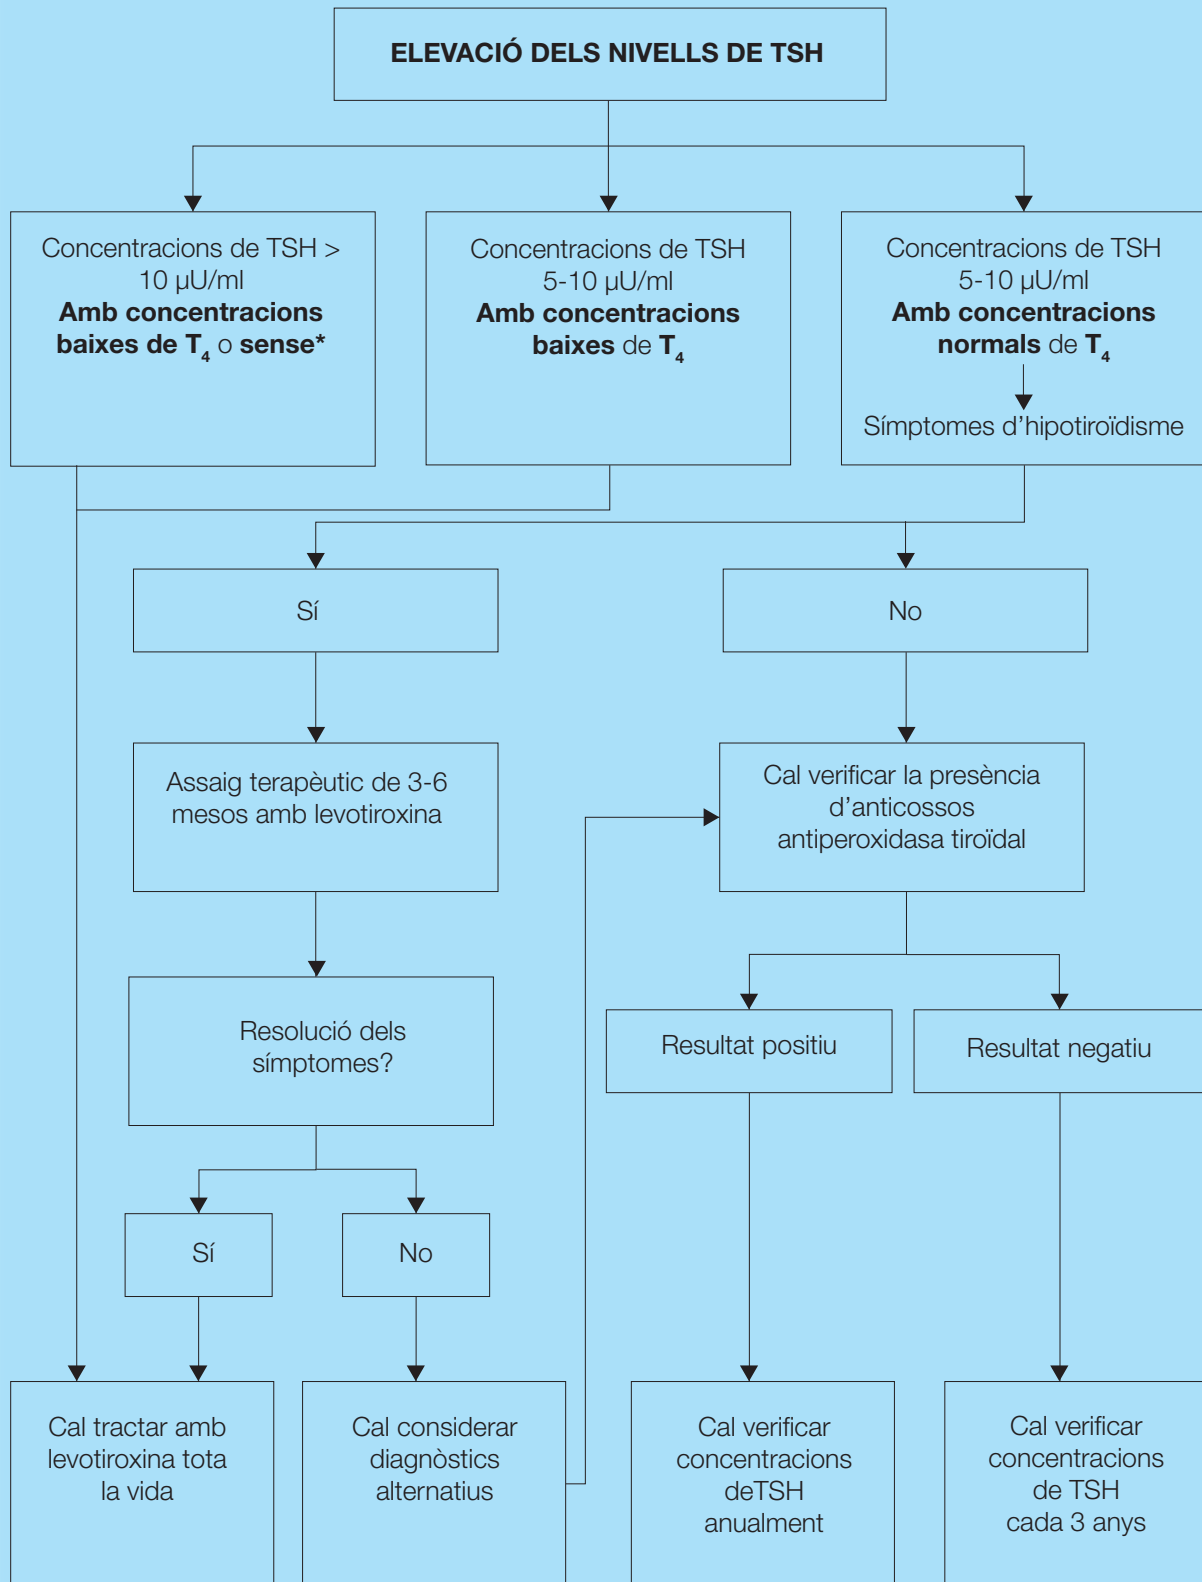 ELEVACIÓ DELS NIVELLS DE TSH
Concentracions de TSH >
10 µU/ml
Amb concentracions
baixes de T₄ o sense*
Concentracions de TSH
5-10 µU/ml
Amb concentracions
baixes de T₄
Concentracions de TSH
5-10 µU/ml
Amb concentracions
normals de T₄
Símptomes d’hipotiroïdisme
Sí
No
Assaig terapèutic de 3-6
mesos amb levotiroxina
Cal verificar la presència
d’anticossos
antiperoxidasa tiroïdal
Resolució dels
símptomes?
Resultat positiu
Resultat negatiu
Sí
No
Cal tractar amb
levotiroxina tota
la vida
Cal considerar
diagnòstics
alternatius
Cal verificar
concentracions
deTSH
anualment
Cal verificar
concentracions
de TSH
cada 3 anys